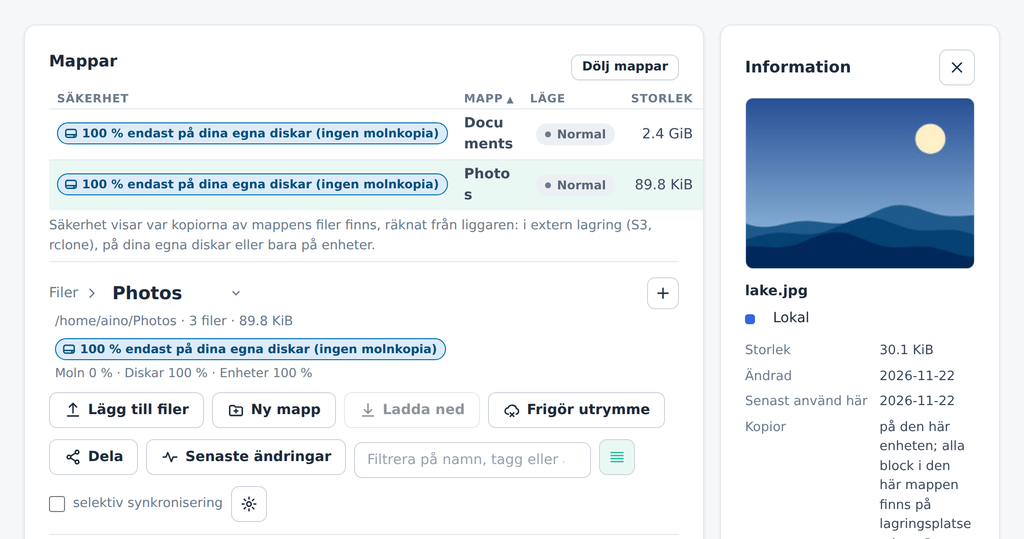 Mappar
Dölj mappar
SÄKERHET MAPP ▲ LÄGE STORLEK
100 % endast på dina egna diskar (ingen molnkopia) Docu ments Normal 2.4 GiB
100 % endast på dina egna diskar (ingen molnkopia) Photo s Normal 89.8 KiB
Säkerhet visar var kopiorna av mappens filer finns, räknat från liggaren: i extern lagring (S3,
rclone), på dina egna diskar eller bara på enheter.
Filer > Photos
/home/aino/Photos · 3 filer · 89.8 KiB
100 % endast på dina egna diskar (ingen molnkopia)
Moln 0 % · Diskar 100 % · Enheter 100 %
Lägg till filer Ny mapp Ladda ned Frigör utrymme
Dela Senaste ändringar Filtrera på namn, tagg eller
selektiv synkronisering
Information
lake.jpg
Lokal
Storlek 30.1 KiB
Ändrad 2026-11-22
Senast använd här 2026-11-22
Kopior på den här
enheten; alla
block i den
här mappen
finns på
lagringsplatse